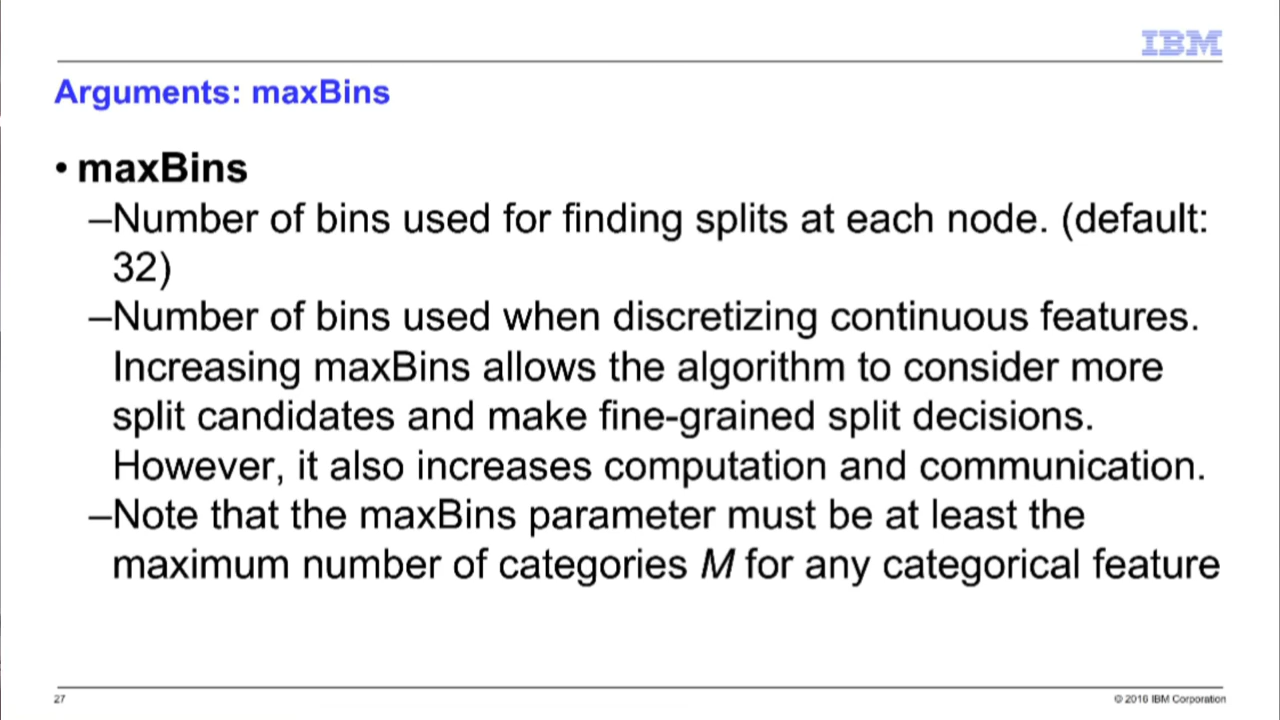 IBM
Arguments: maxBins
• maxBins
–Number of bins used for finding splits at each node. (default:
32)
–Number of bins used when discretizing continuous features.
Increasing maxBins allows the algorithm to consider more
split candidates and make fine-grained split decisions.
However, it also increases computation and communication.
–Note that the maxBins parameter must be at least the
maximum number of categories M for any categorical feature
27
© 2016 IBM Corporation